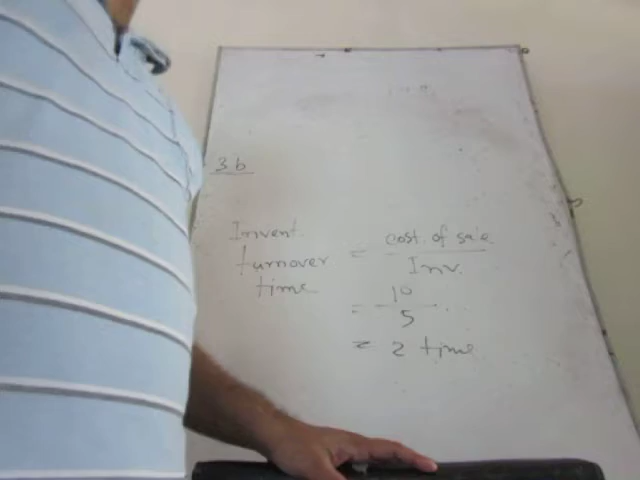 3b
Invent.
turnover
time
= cost of sale
Inv.
= 10
5
= 2 time